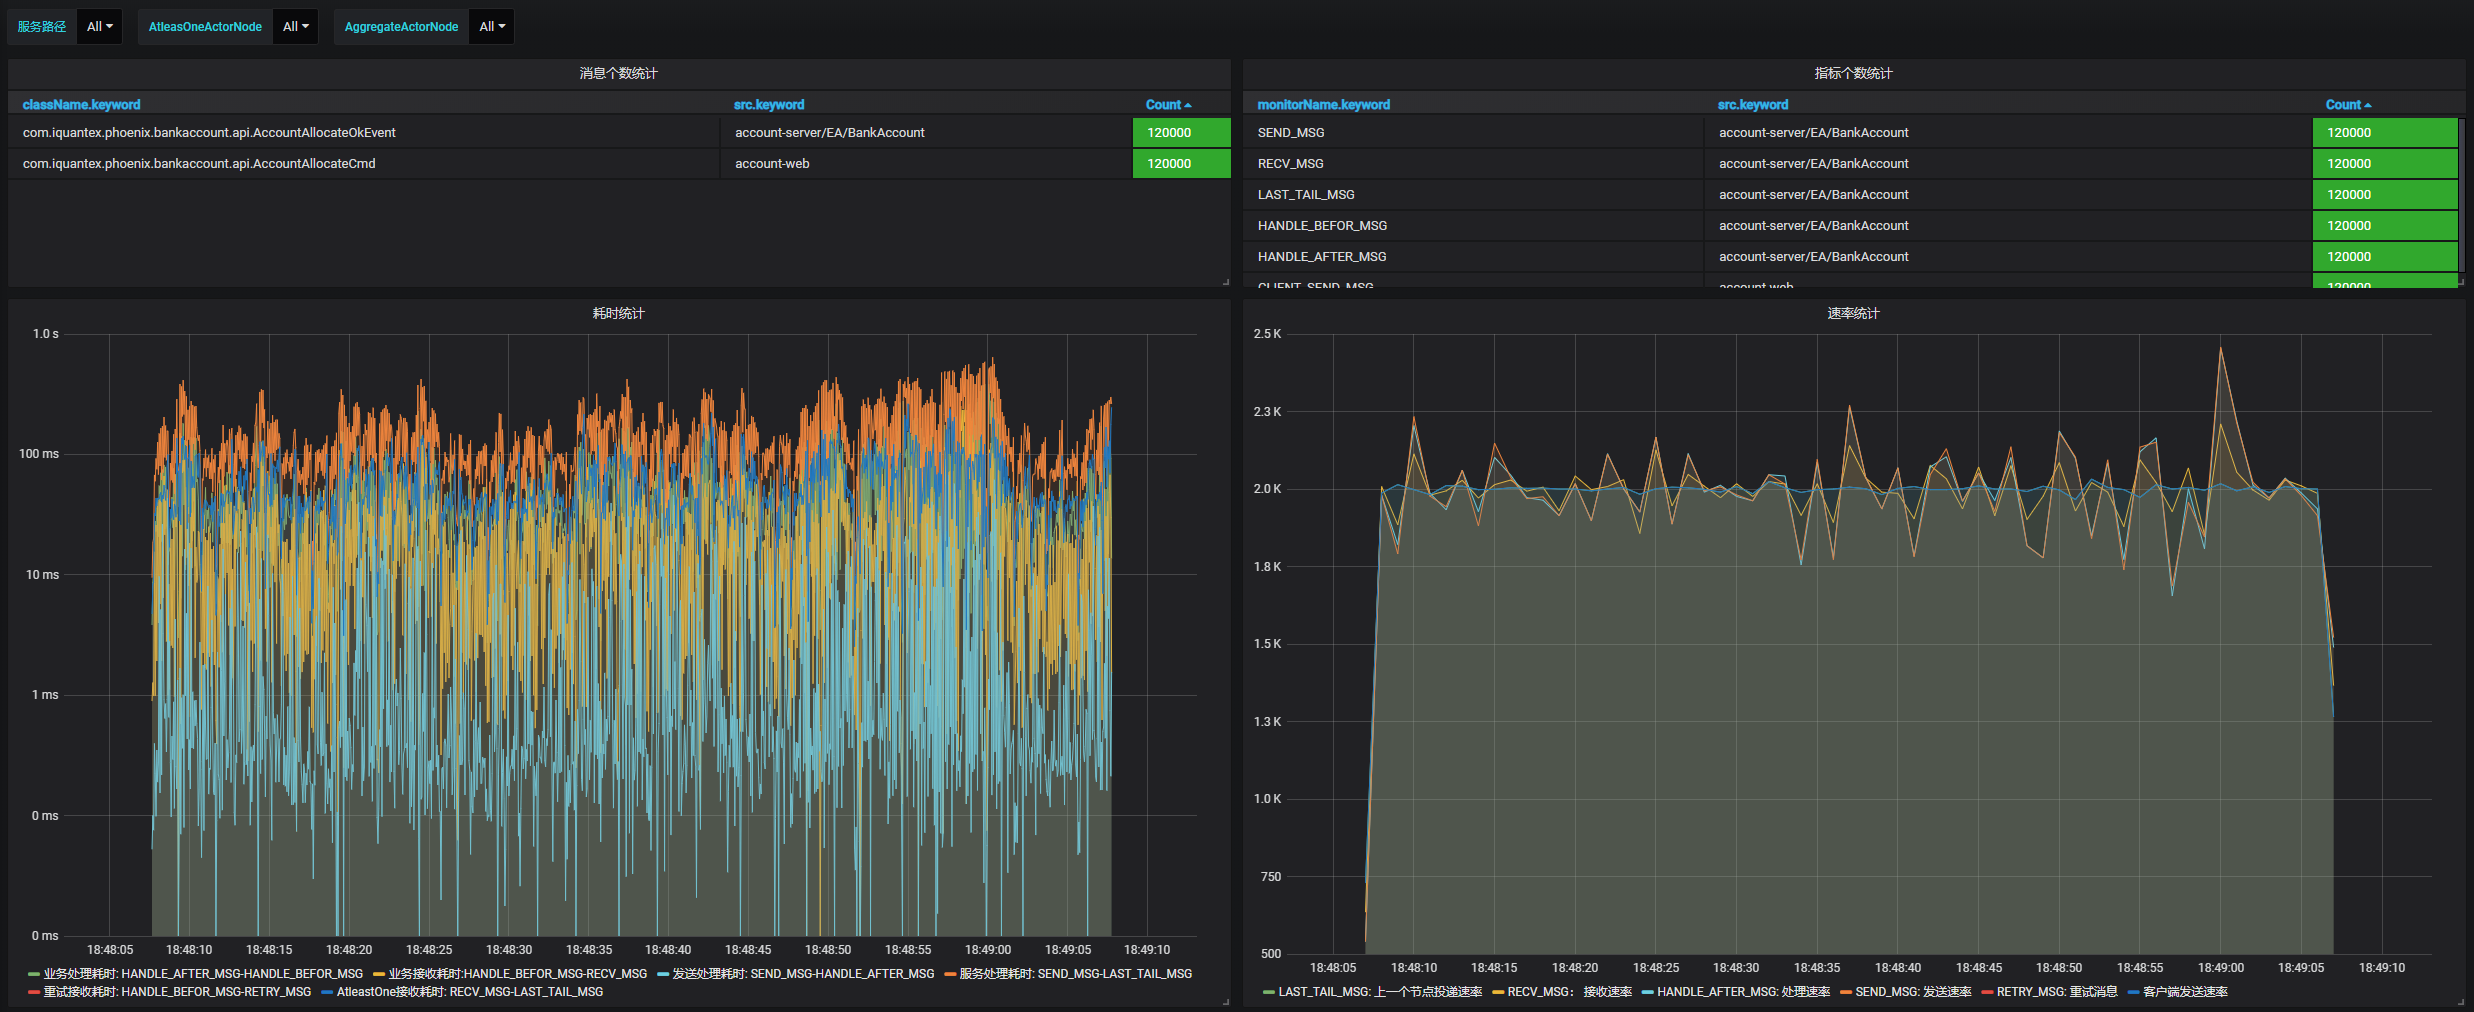 服务路径 All AtleasOneActorNode All AggregateActorNode All
消息个数统计
className.keyword src.keyword Count
com.iquantex.phoenix.bankaccount.api.AccountAllocateOkEvent account-server/EA/BankAccount 120000
com.iquantex.phoenix.bankaccount.api.AccountAllocateCmd account-web 120000
指标个数统计
monitorName.keyword src.keyword Count
SEND_MSG account-server/EA/BankAccount 120000
RECV_MSG account-server/EA/BankAccount 120000
LAST_TAIL_MSG account-server/EA/BankAccount 120000
HANDLE_BEFOR_MSG account-server/EA/BankAccount 120000
HANDLE_AFTER_MSG account-server/EA/BankAccount 120000
CLIENT_SEND_MSG account-web 120000
耗时统计
1.0 s
100 ms
10 ms
1 ms
0 ms
0 ms
18:48:05 18:48:10 18:48:15 18:48:20 18:48:25 18:48:30 18:48:35 18:48:40 18:48:45 18:48:50 18:48:55 18:49:00 18:49:05 18:49:10
业务处理耗时: HANDLE_AFTER_MSG-HANDLE_BEFOR_MSG 业务接收耗时:HANDLE_BEFOR_MSG-RECV_MSG 发送处理耗时: SEND_MSG-HANDLE_AFTER_MSG 服务处理耗时: SEND_MSG-LAST_TAIL_MSG
重试接收耗时: HANDLE_BEFOR_MSG-RETRY_MSG AtleastOne接收耗时: RECV_MSG-LAST_TAIL_MSG
速率统计
2.5 K
2.3 K
2.0 K
1.8 K
1.5 K
1.3 K
1.0 K
750
500
18:48:05 18:48:10 18:48:15 18:48:20 18:48:25 18:48:30 18:48:35 18:48:40 18:48:45 18:48:50 18:48:55 18:49:00 18:49:05 18:49:10
LAST_TAIL_MSG: 上一个节点投递速率 RECV_MSG： 接收速率 HANDLE_AFTER_MSG: 处理速率 SEND_MSG: 发送速率 RETRY_MSG: 重试消息 客户端发送速率